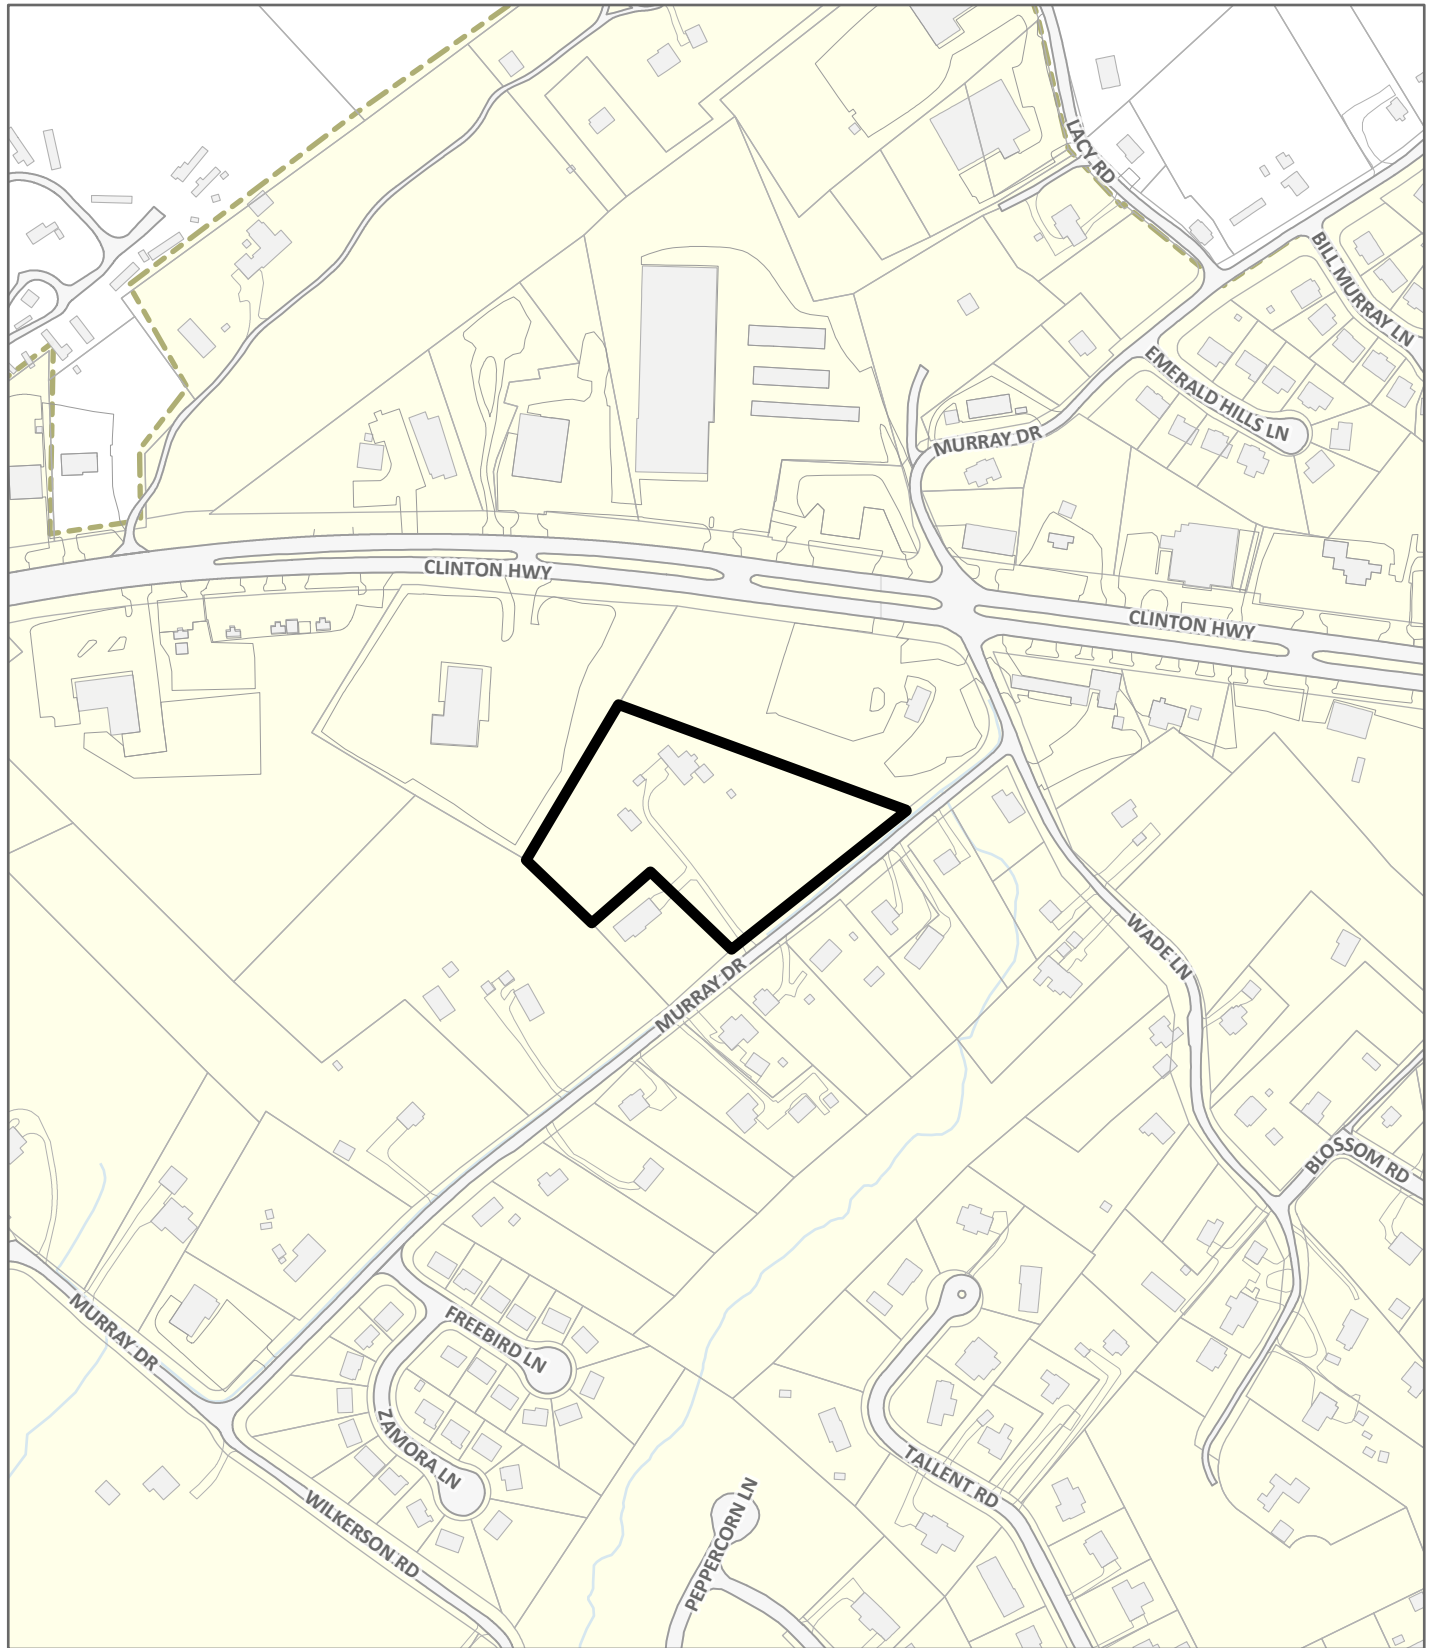 LACY RD
BILL MURRAY LN
EMERALD HILLS LN
MURRAY DR
CLINTON HWY
CLINTON HWY
WADE LN
MURRAY DR
BLOSSOM RD
MURRAY DR
FREEBIRD LN
ZAMORA LN
TALLENT RD
WILKERSON RD
PEPPERCORN LN